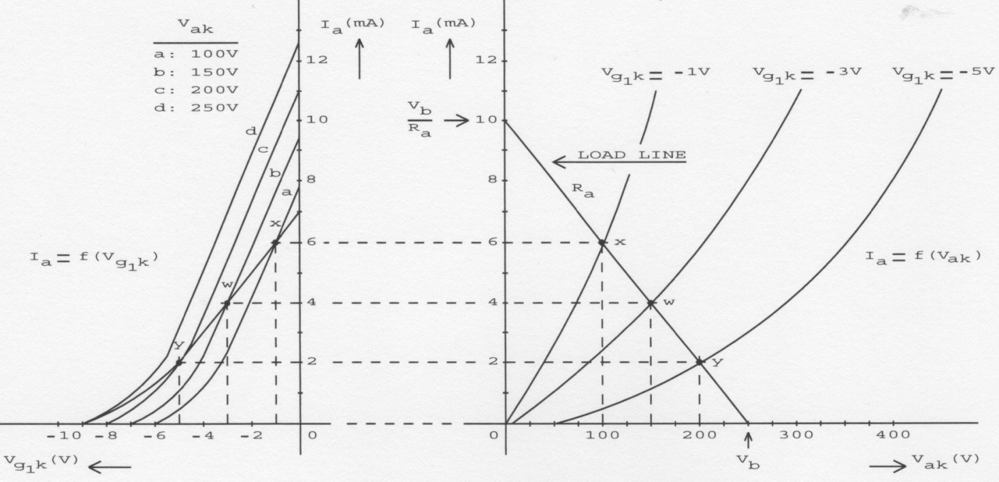 Vak
a: 100V
b: 150V
c: 200V
d: 250V
Ia(mA)
Ia(mA)
12
10
8
6
4
2
0
d
c
b
a
x
w
y
Ia = f(Vg1k)
-10 -8 -6 -4 -2
Vg1k(V)
12
10
8
6
4
2
0
Vb
Ra
Vg1k = -1V
Vg1k = -3V
Vg1k = -5V
LOAD LINE
Ra
x
w
y
Ia = f(Vak)
100 200 300 400
Vb
Vak(V)